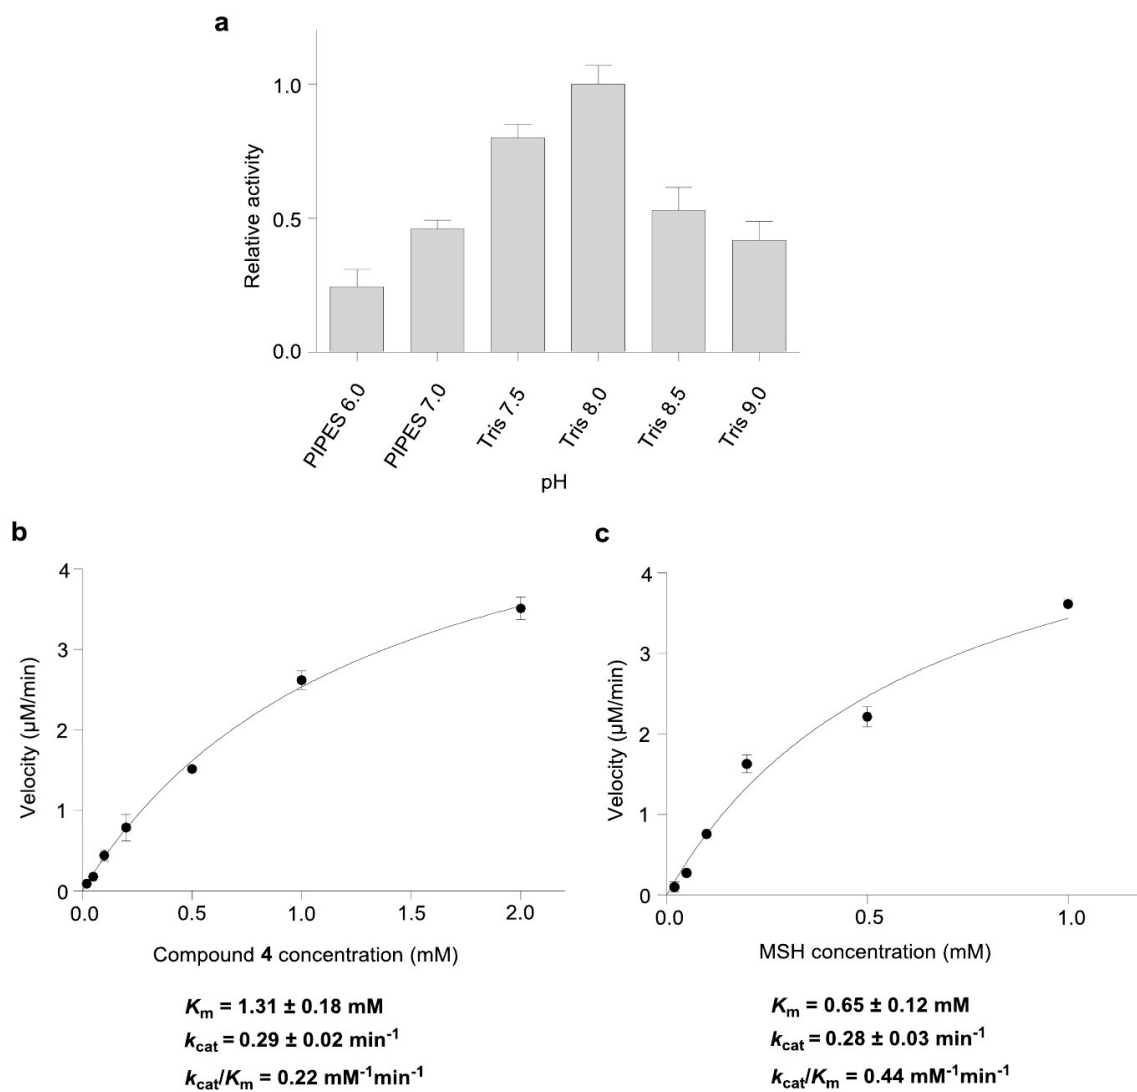 a
Relative activity
1.0
0.5
0.0
PIPES 6.0
PIPES 7.0
Tris 7.5
Tris 8.0
Tris 8.5
Tris 9.0
pH
b
Velocity (µM/min)
4
3
2
1
0
0.0 0.5 1.0 1.5 2.0
Compound 4 concentration (mM)
Km = 1.31 ± 0.18 mM
kcat = 0.29 ± 0.02 min-1
kcat/Km = 0.22 mM-1min-1
c
Velocity (µM/min)
4
3
2
1
0
0.0 0.5 1.0
MSH concentration (mM)
Km = 0.65 ± 0.12 mM
kcat = 0.28 ± 0.03 min-1
kcat/Km = 0.44 mM-1min-1